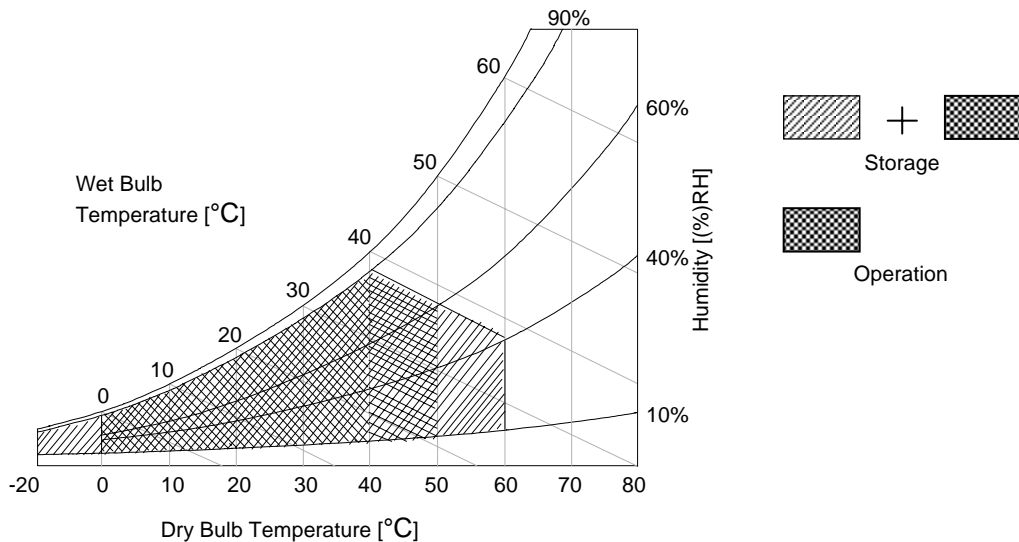 90%
60
60%
50
Wet Bulb
Temperature [°C]
Storage
Humidity [(%)RH]
40
40%
Operation
30
20
10
0
10%
-20 0 10 20 30 40 50 60 70 80
Dry Bulb Temperature [°C]